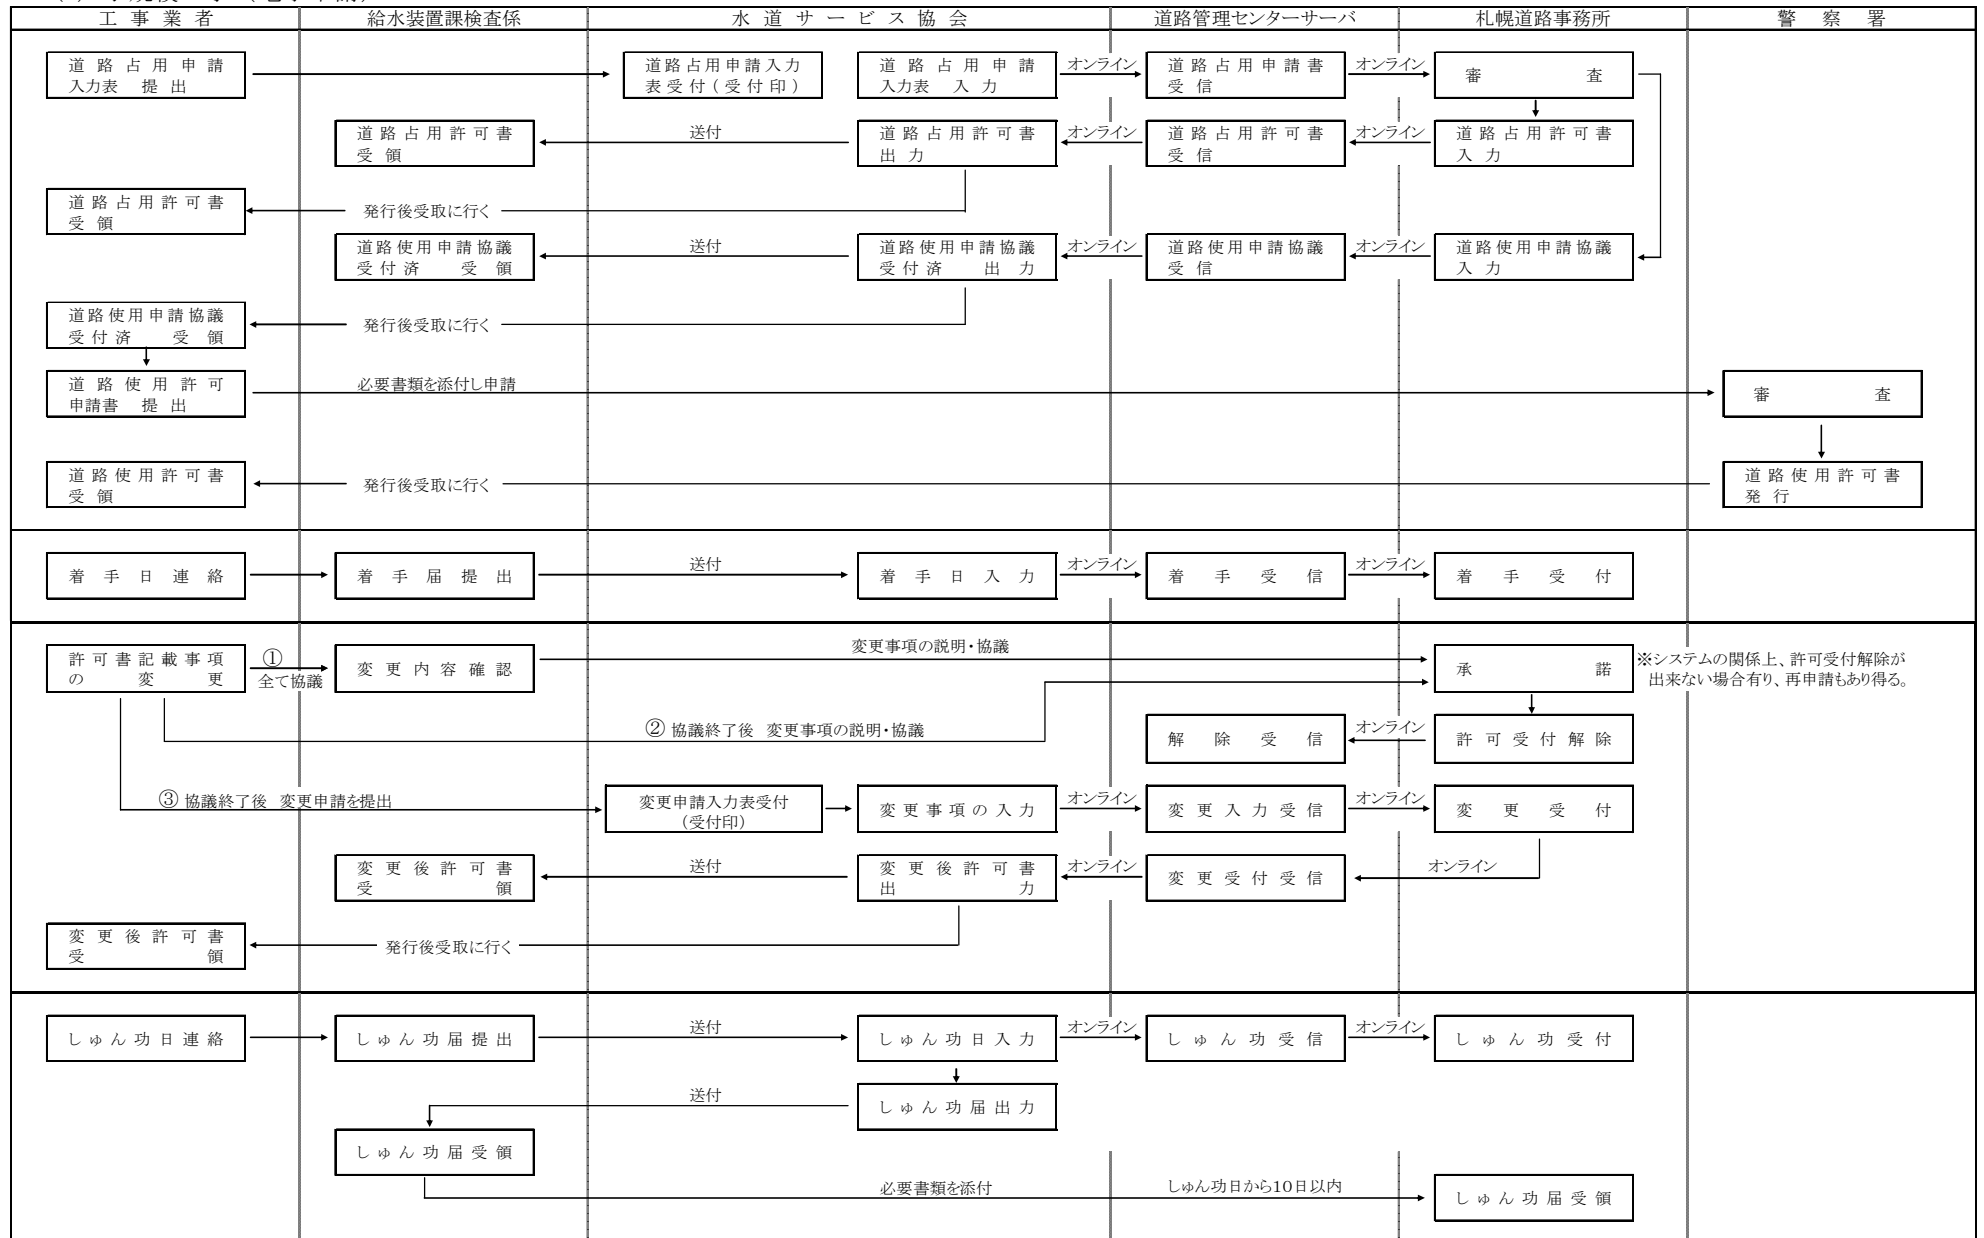 工事業者 給水装置課検査係 水道サービス協会 道路管理センターサーバ 札幌道路事務所 警察署
道路占用申請
入力表 提出
道路占用申請入力
表受付(受付印)
道路占用申請
入力表 入力
オンライン
道路占用申請書
受信
オンライン
審査
道路占用許可書
受領
送付
道路占用許可書
出力
オンライン
道路占用許可書
受信
オンライン
道路占用許可書
入力
道路占用許可書
受領
発行後受取に行く
道路使用申請協議
受付済 受領
送付
道路使用申請協議
受付済 出力
オンライン
道路使用申請協議
受信
オンライン
道路使用申請協議
入力
道路使用申請協議
受付済 受領
発行後受取に行く
道路使用許可
申請書 提出
必要書類を添付し申請
審査
道路使用許可書
受領
発行後受取に行く
道路使用許可書
発行
着手日連絡
着手届提出
送付
着手日入力
オンライン
着手受信
オンライン
着手受付
許可書記載事項
の変更
①
全て協議
変更内容確認
変更事項の説明・協議
承諾
※システムの関係上、許可受付解除が
出来ない場合有り、再申請もあり得る。
② 協議終了後 変更事項の説明・協議
解除受信
オンライン
許可受付解除
③ 協議終了後 変更申請を提出
変更申請入力表受付
(受付印)
変更事項の入力
オンライン
変更入力受信
オンライン
変更受付
変更後許可書
受領
送付
変更後許可書
出力
オンライン
変更受付受信
オンライン
変更後許可書
受領
発行後受取に行く
しゅん功日連絡
しゅん功届提出
送付
しゅん功日入力
オンライン
しゅん功受信
オンライン
しゅん功受付
送付
しゅん功届出力
しゅん功届受領
必要書類を添付
しゅん功日から10日以内
しゅん功届受領